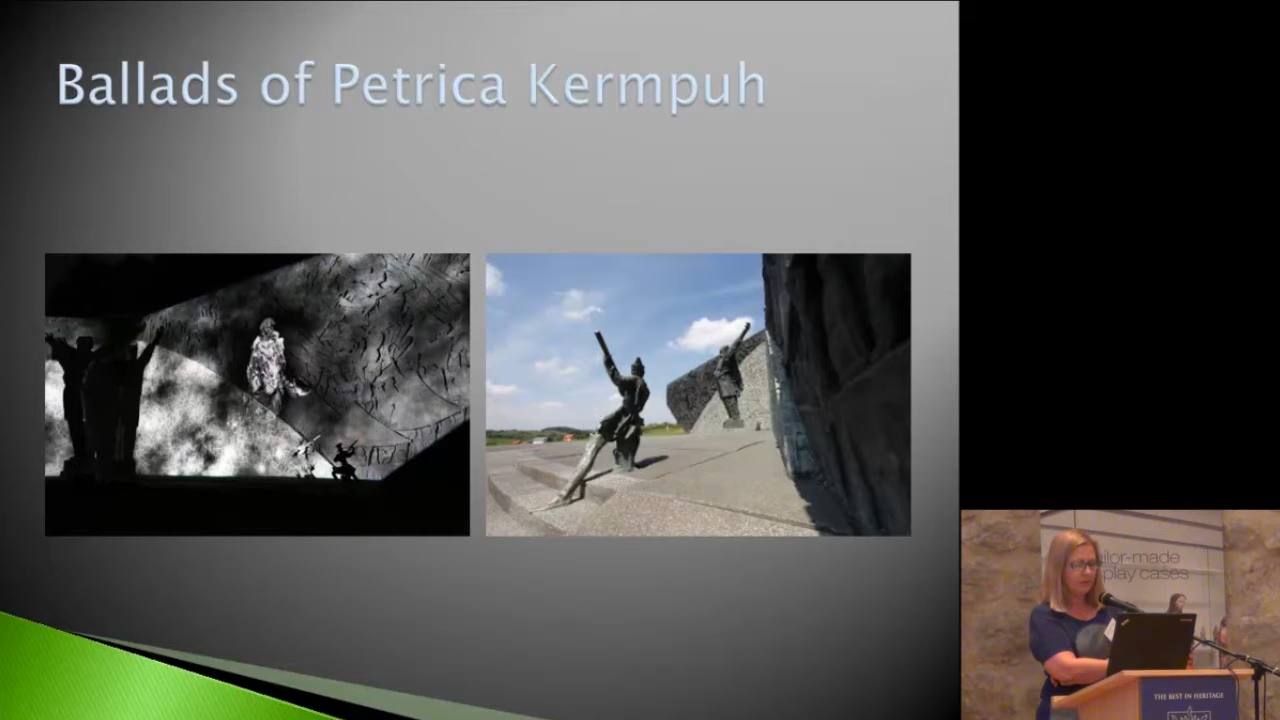 Ballads of Petrica Kermpuh
ilor-made
play cases
THE BEST IN HERITAGE